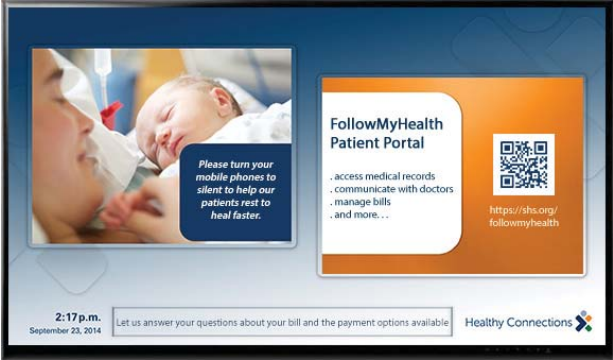 Please turn your
mobile phones to
silent to help our
patients rest to
heal faster.
FollowMyHealth
Patient Portal
. access medical records
. communicate with doctors
. manage bills
. and more. . .
https://shs.org/
followmyhealth
2:17p.m.
September 23, 2014
Let us answer your questions about your bill and the payment options available
Healthy Connections